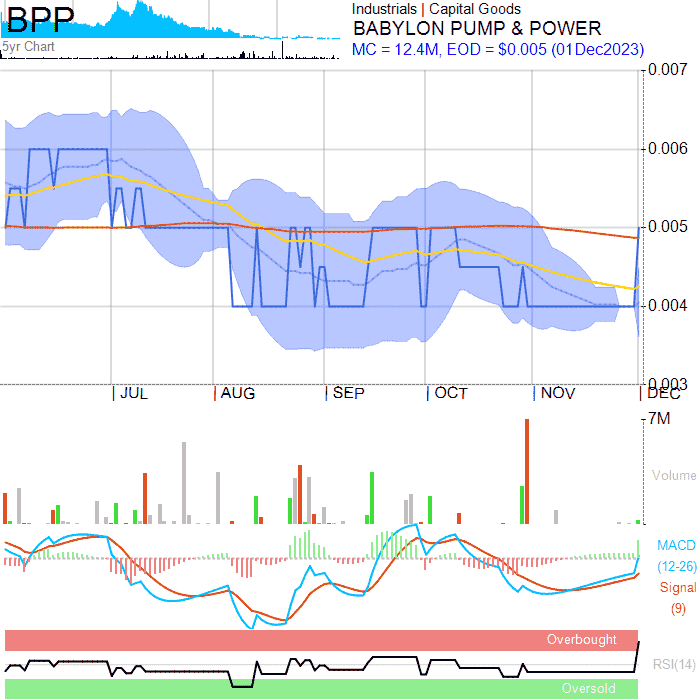 BPP
5yr Chart
Industrials | Capital Goods
BABYLON PUMP & POWER
MC = 12.4M, EOD = $0.005 (01Dec2023)
0.007
0.006
0.005
0.004
0.003
JUL
AUG
SEP
OCT
NOV
DEC
7M
Volume
MACD
(12-26)
Signal
(9)
Overbought
RSI(14)
Oversold